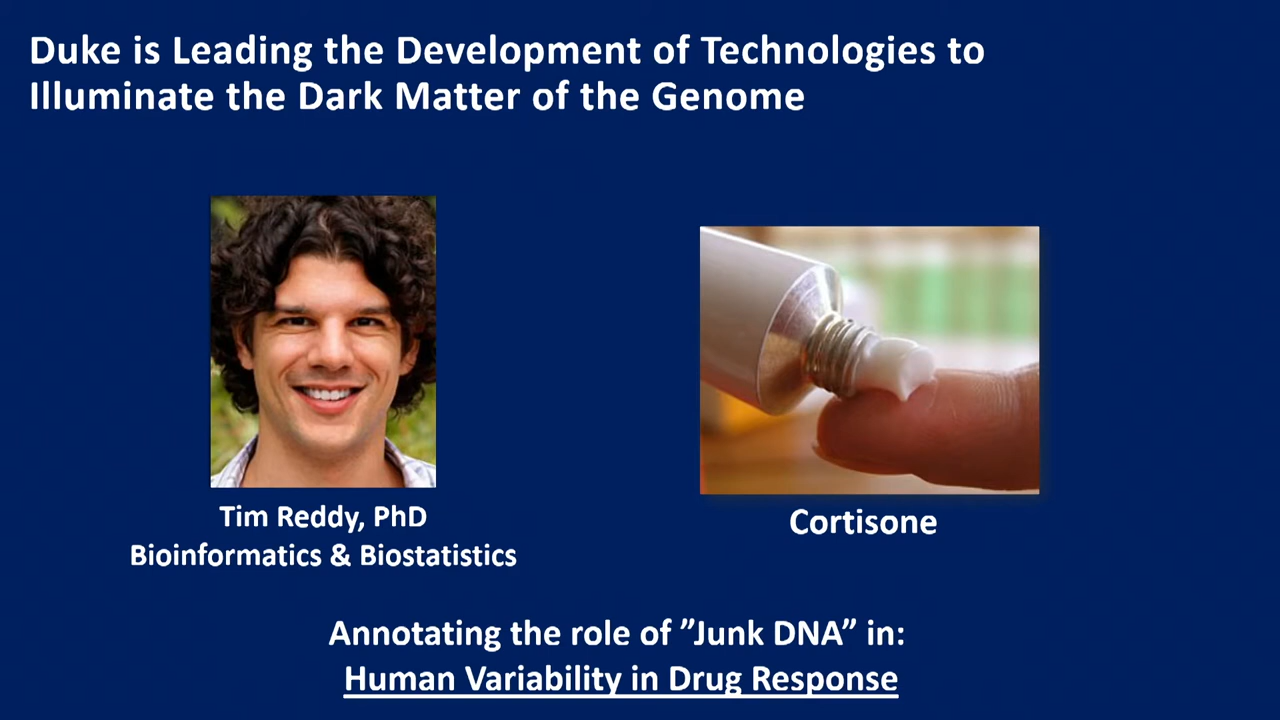 Duke is Leading the Development of Technologies to
Illuminate the Dark Matter of the Genome
Tim Reddy, PhD
Bioinformatics & Biostatistics
Cortisone
Annotating the role of ”Junk DNA” in:
Human Variability in Drug Response